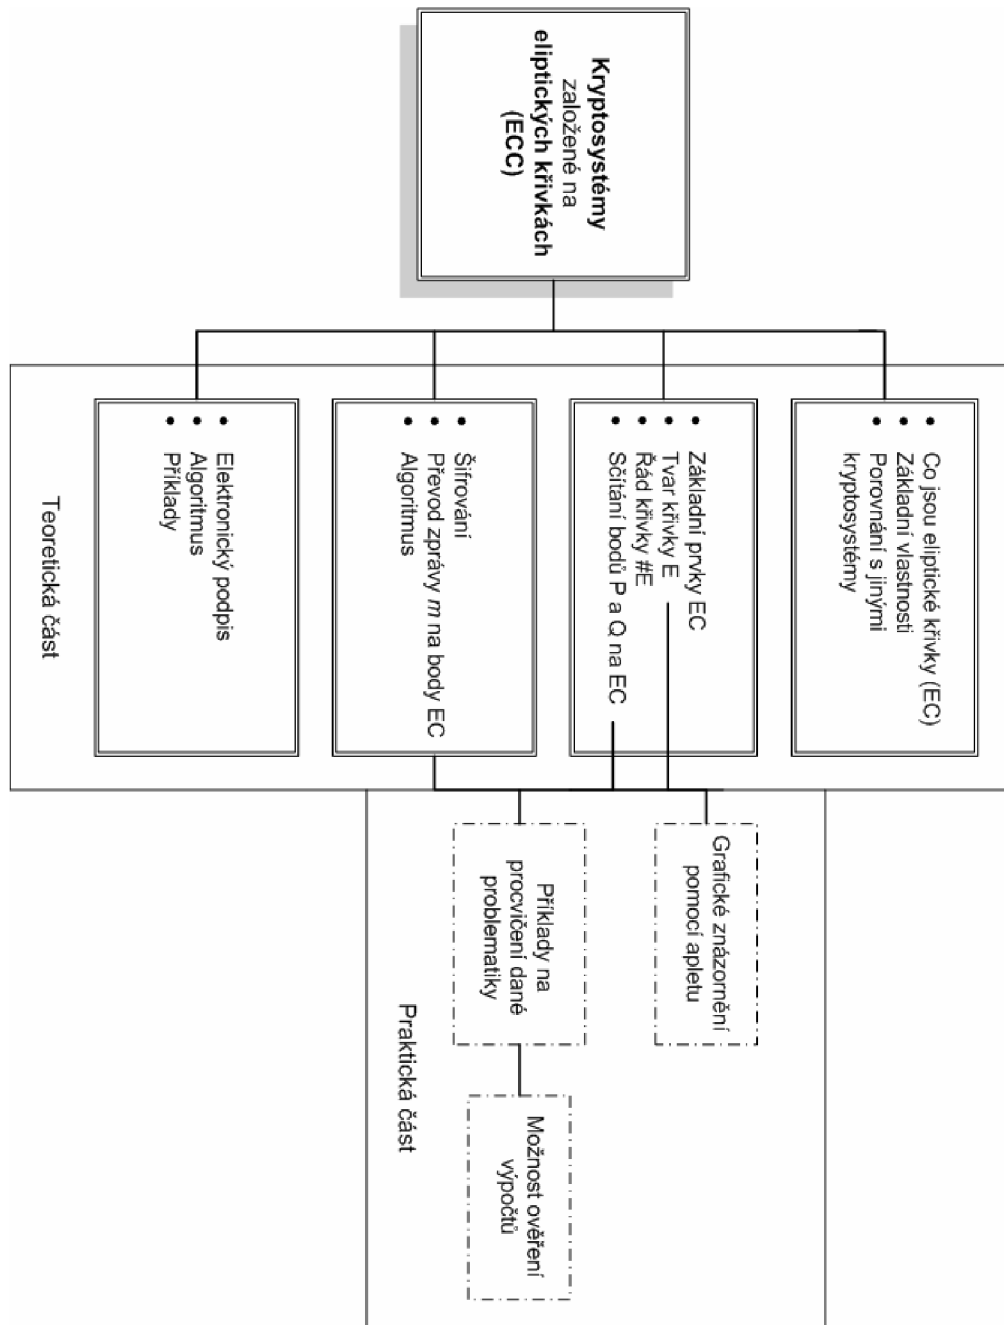 Kryptosystémy
založené na
eliptických křivkách
(ECC)
• Co jsou eliptické křivky (EC)
• Základní vlastnosti
• Porovnání s jinými
kryptosystémy
• Základní prvky EC
• Tvar křivky E
• Řád křivky #E
• Sčítání bodů P a Q na EC
• Šifrování
• Převod zprávy m na body EC
• Algoritmus
• Elektronický podpis
• Algoritmus
• Příklady
Teoretická část
Grafické znázornění
pomocí apletu
Příklady na
procvičení dané
problematiky
Možnost ověření
výpočtů
Praktická část